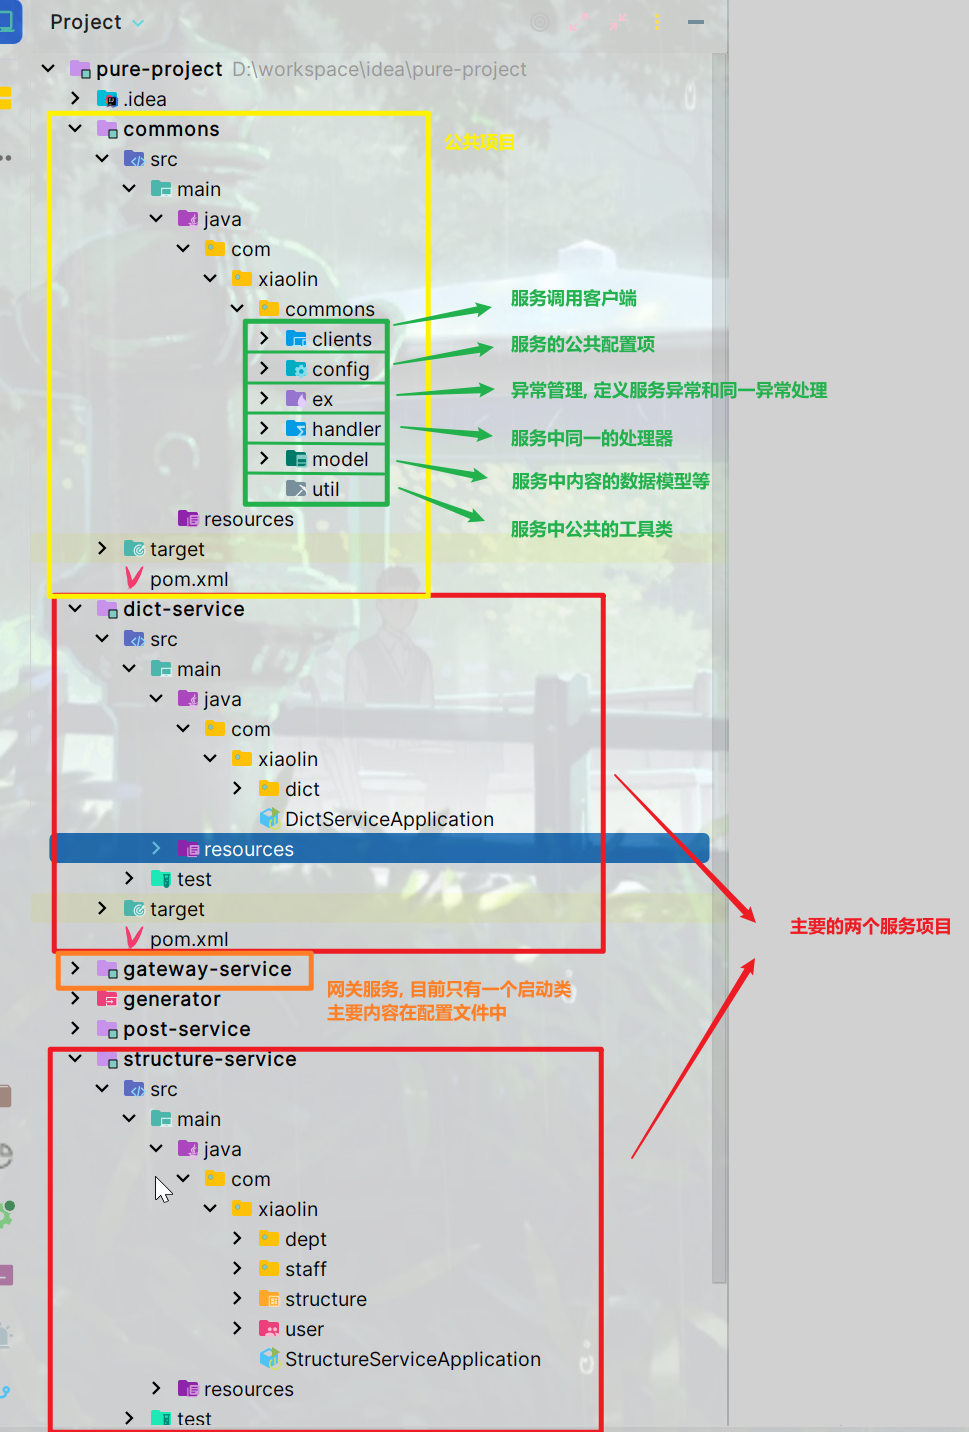 Project
pure-project D:\workspace\idea\pure-project
.idea
commons
公共项目
src
main
java
com
xiaolin
commons
服务调用客户端
clients
服务的公共配置项
config
异常管理, 定义服务异常和同一异常处理
ex
handler
服务中同一的处理器
model
服务中内容的数据模型等
util
resources
服务中公共的工具类
target
pom.xml
dict-service
src
main
java
com
xiaolin
dict
DictServiceApplication
resources
test
target
主要的两个服务项目
pom.xml
gateway-service
网关服务, 目前只有一个启动类
generator
主要内容在配置文件中
post-service
structure-service
src
main
java
com
xiaolin
dept
staff
structure
user
StructureServiceApplication
resources
test